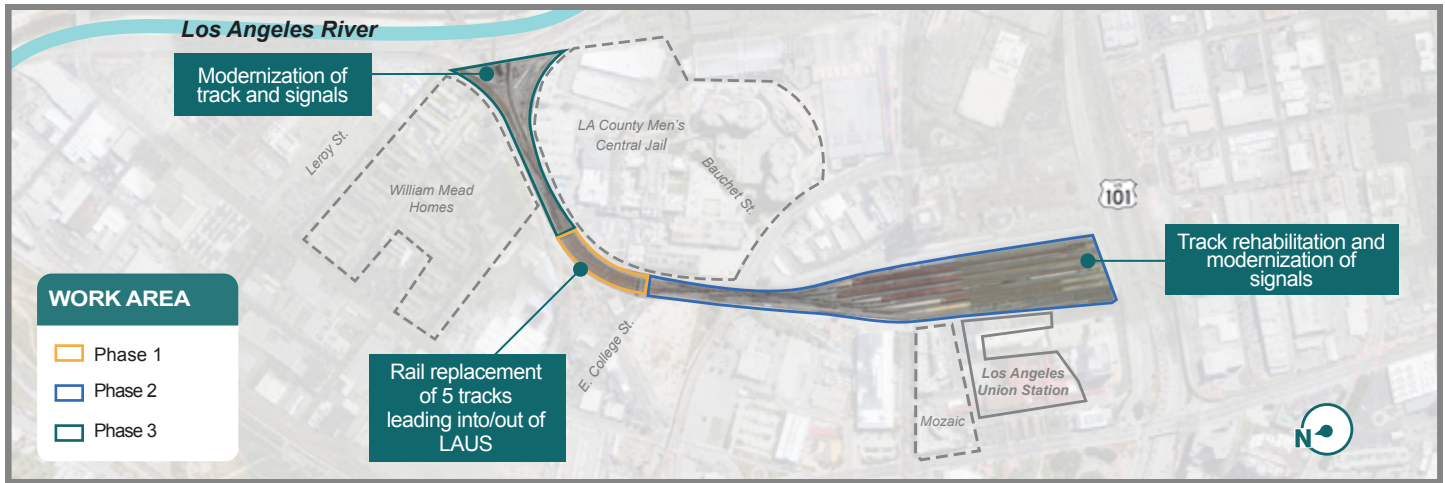 Los Angeles River
Modernization of
track and signals
Leroy St.
William Mead
Homes
LA County Men's
Central Jail
Bauchet St.
US
101
Track rehabilitation and
modernization of
signals
WORK AREA
Phase 1
Phase 2
Phase 3
Rail replacement
of 5 tracks
leading into/out of
LAUS
E. College St.
Los Angeles
Union Station
Mozaic
N